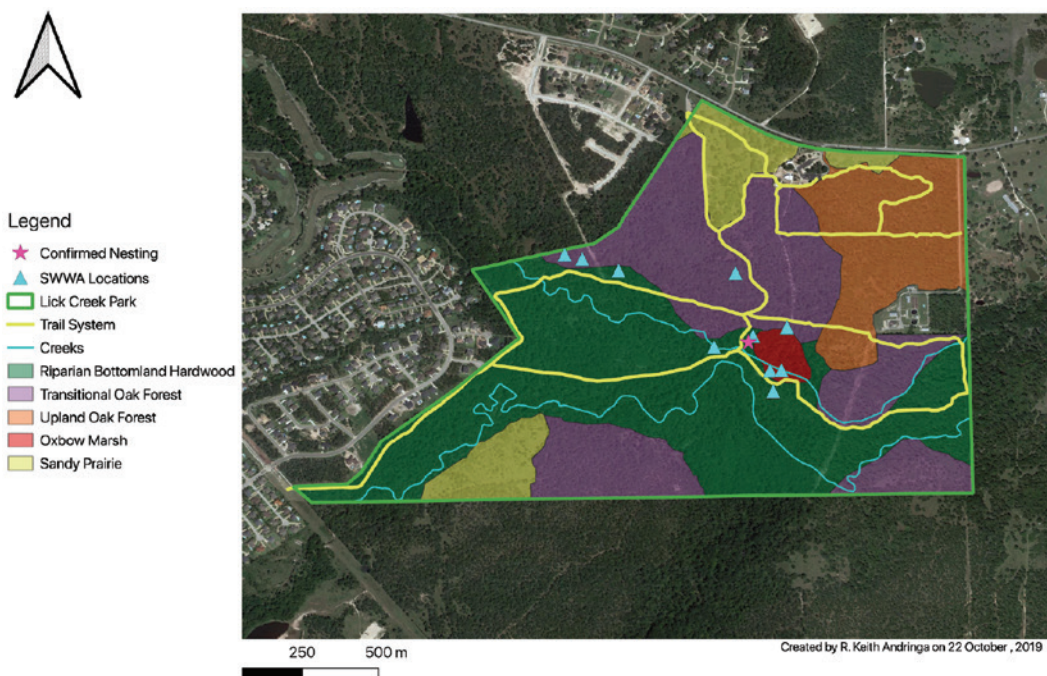 Legend
Confirmed Nesting
SWWA Locations
Lick Creek Park
Trail System
Creeks
Riparian Bottomland Hardwood
Transitional Oak Forest
Upland Oak Forest
Oxbow Marsh
Sandy Prairie
250 500 m
Created by R. Keith Andringa on 22 October , 2019